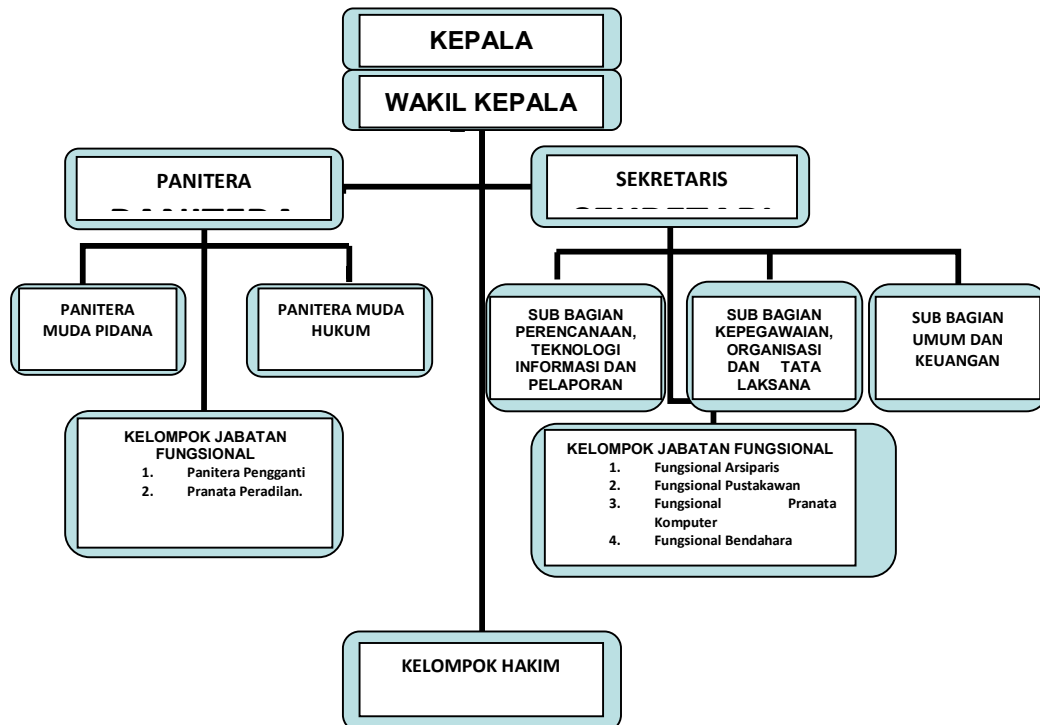 KEPALA
WAKIL KEPALA
PANITERA
SEKRETARIS
PANITERA
MUDA PIDANA
PANITERA MUDA
HUKUM
SUB BAGIAN
PERENCANAAN,
TEKNOLOGI
INFORMASI DAN
PELAPORAN
SUB BAGIAN
KEPEGAWAIAN,
ORGANISASI
DAN TATA
LAKSANA
SUB BAGIAN
UMUM DAN
KEUANGAN
KELOMPOK JABATAN
FUNGSIONAL
1. Panitera Pengganti
2. Pranata Peradilan.
KELOMPOK JABATAN FUNGSIONAL
1. Fungsional Arsiparis
2. Fungsional Pustakawan
3. Fungsional Pranata
Komputer
4. Fungsional Bendahara
KELOMPOK HAKIM